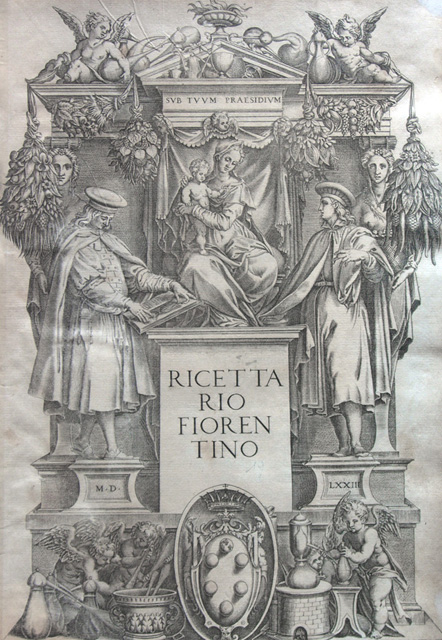 SVB TVVM PRAESIDIVM
RICETTA
RIO
FIOREN
TINO
M·D·
LXXIII